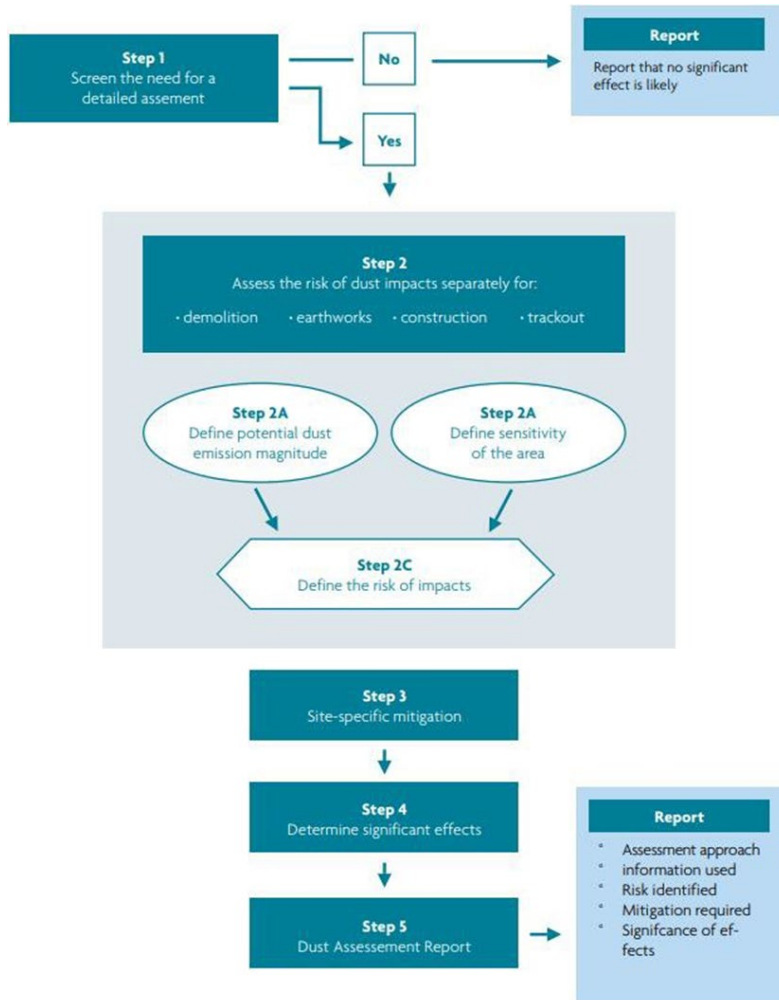 Step 1
Screen the need for a
detailed assement
No
Report
Report that no significant
effect is likely
Yes
Step 2
Assess the risk of dust impacts separately for:
· demolition · earthworks · construction · trackout
Step 2A
Define potential dust
emission magnitude
Step 2A
Define sensitivity
of the area
Step 2C
Define the risk of impacts
Step 3
Site-specific mitigation
Step 4
Determine significant effects
Step 5
Dust Assessement Report
Report
° Assessment approach
° information used
° Risk identified
° Mitigation required
° Signifcance of ef-
fects